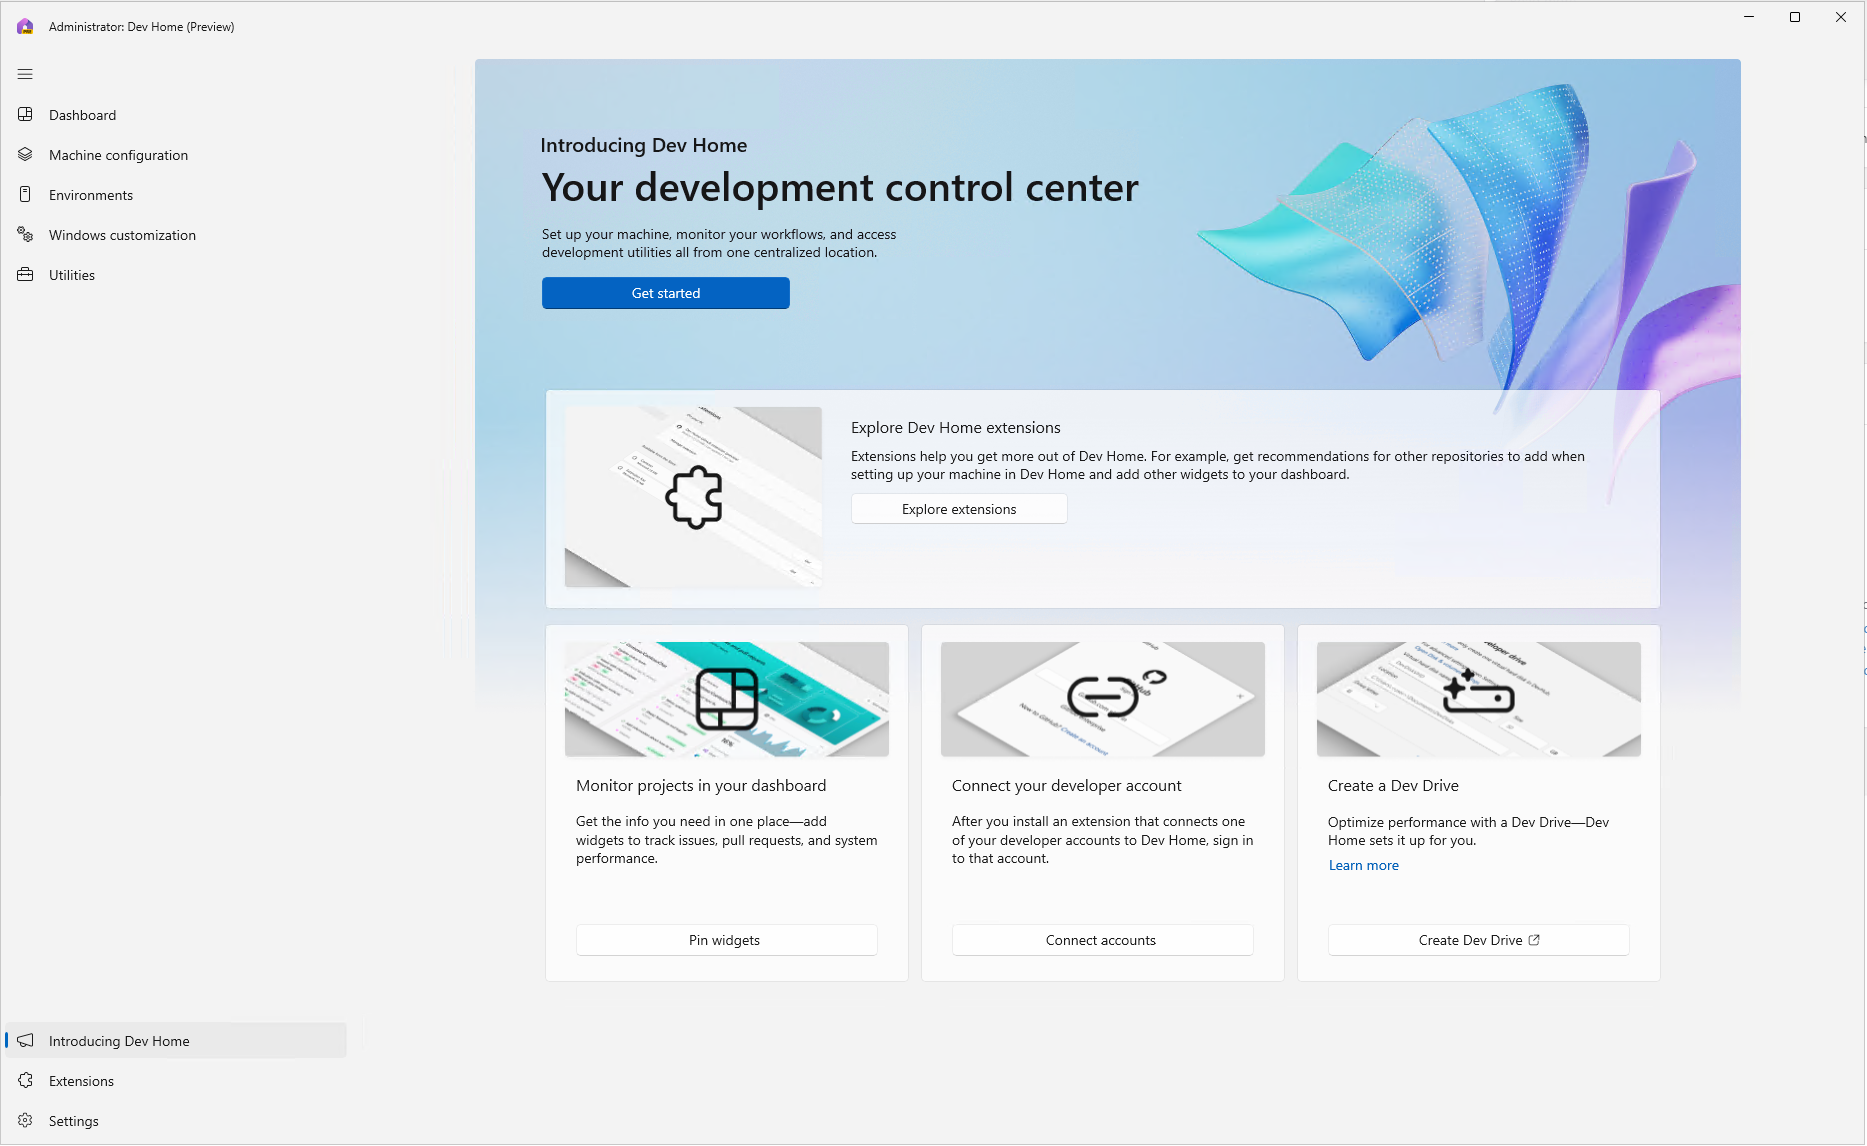 Administrator: Dev Home (Preview)
Dashboard
Machine configuration
Environments
Windows customization
Utilities
Introducing Dev Home
Your development control center
Set up your machine, monitor your workflows, and access
development utilities all from one centralized location.
Get started
Explore Dev Home extensions
Extensions help you get more out of Dev Home. For example, get recommendations for other repositories to add when
setting up your machine in Dev Home and add other widgets to your dashboard.
Explore extensions
Monitor projects in your dashboard
Get the info you need in one place—add
widgets to track issues, pull requests, and system
performance.
Pin widgets
New to GitHub? Create an account
Connect your developer account
After you install an extension that connects one
of your developer accounts to Dev Home, sign in
to that account.
Connect accounts
Create a Dev Drive
Optimize performance with a Dev Drive—Dev
Home sets it up for you.
Learn more
Create Dev Drive
Introducing Dev Home
Extensions
Settings